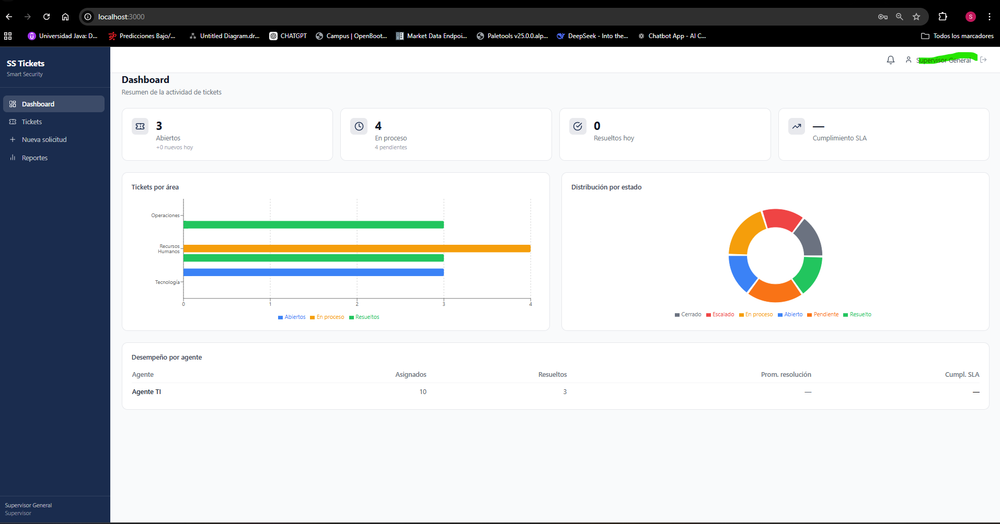 localhost:3000
S
Universidad Java: D...
Predicciones Bajo/...
Untitled Diagram.dr...
CHATGPT
Campus | OpenBoot...
Market Data Endpoi...
Paletools v25.0.0.alp...
DeepSeek - Into the...
Chatbot App - AI C...
Todos los marcadores
SS Tickets
Smart Security
Supervisor General
Dashboard
Tickets
Nueva solicitud
Reportes
Dashboard
Resumen de la actividad de tickets
3
Abiertos
+0 nuevos hoy
4
En proceso
4 pendientes
0
Resueltos hoy
—
Cumplimiento SLA
Tickets por área
Operaciones
Recursos
Humanos
Tecnología
0 1 2 3 4
Abiertos En proceso Resueltos
Distribución por estado
Cerrado Escalado En proceso Abierto Pendiente Resuelto
Desempeño por agente
Agente Asignados Resueltos Prom. resolución Cumpl. SLA
Agente TI 10 3 — —
Supervisor General
Supervisor